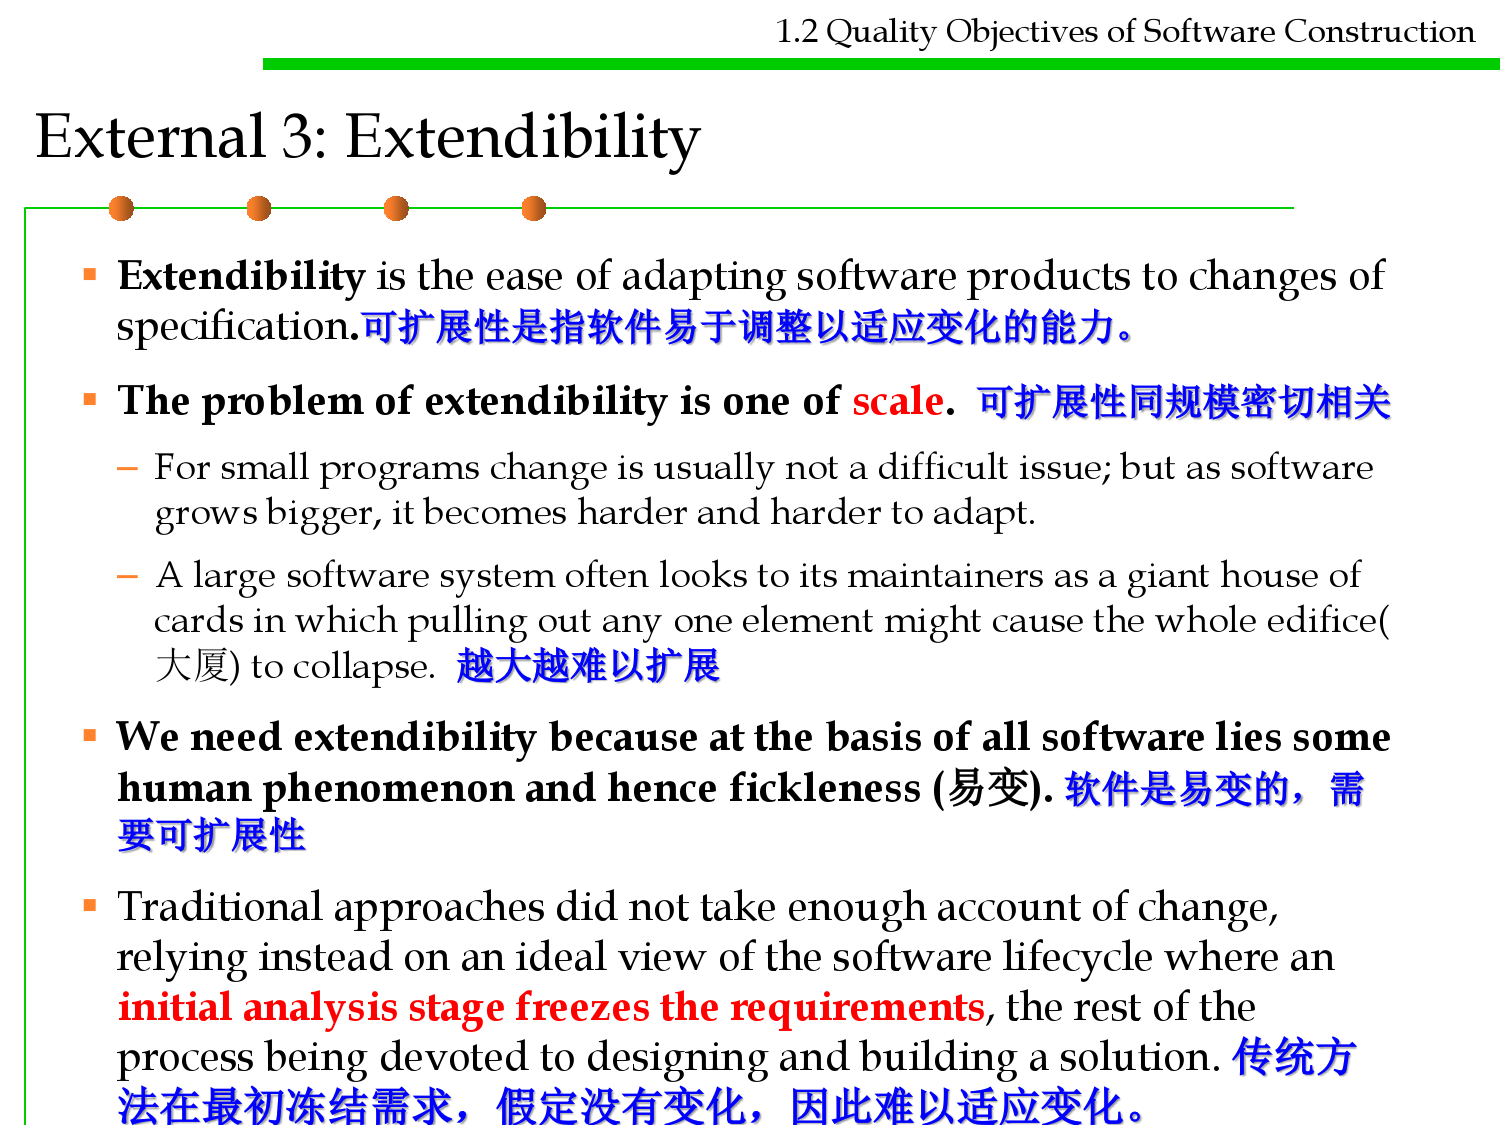 1.2 Quality Objectives of Software Construction
External 3: Extendibility
▪ Extendibility is the ease of adapting software products to changes of
specification.可扩展性是指软件易于调整以适应变化的能力。
▪ The problem of extendibility is one of scale. 可扩展性同规模密切相关
– For small programs change is usually not a difficult issue; but as software
grows bigger, it becomes harder and harder to adapt.
– A large software system often looks to its maintainers as a giant house of
cards in which pulling out any one element might cause the whole edifice(
大厦) to collapse. 越大越难以扩展
▪ We need extendibility because at the basis of all software lies some
human phenomenon and hence fickleness (易变). 软件是易变的，需
要可扩展性
▪ Traditional approaches did not take enough account of change,
relying instead on an ideal view of the software lifecycle where an
initial analysis stage freezes the requirements, the rest of the
process being devoted to designing and building a solution. 传统方
法在最初冻结需求，假定没有变化，因此难以适应变化。